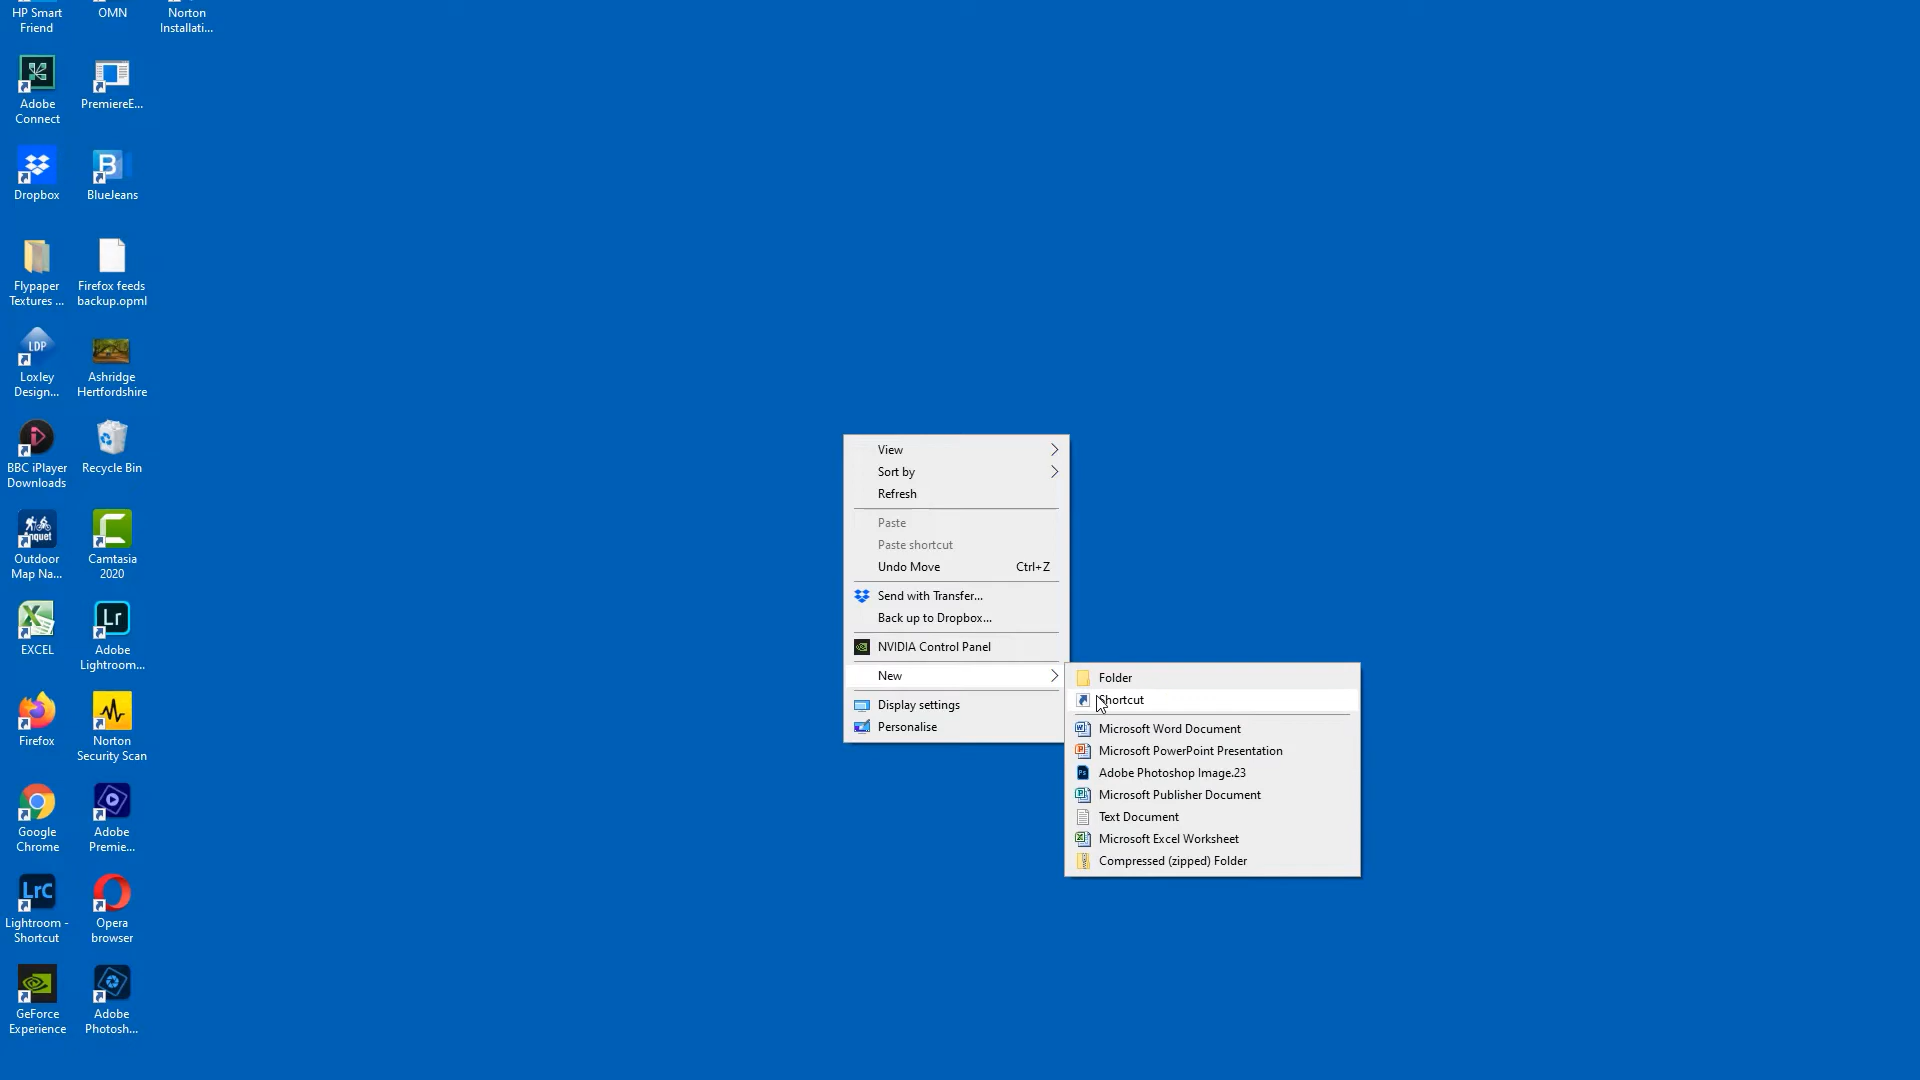 HP Smart
Friend
OMN
Norton
Installati...
Adobe
Connect
PremiereE...
Dropbox
B
BlueJeans
Flypaper
Textures ...
Firefox feeds
backup.opml
LDP
Loxley
Design...
Ashridge
Hertfordshire
BBC iPlayer
Downloads
Recycle Bin
nquet
Outdoor
Map Na...
Camtasia
2020
EXCEL
Lr
Adobe
Lightroom...
Firefox
Norton
Security Scan
Google
Chrome
Adobe
Premie...
LrC
Lightroom -
Shortcut
Opera
browser
GeForce
Experience
Adobe
Photosh...
View
Sort by
Refresh
Paste
Paste shortcut
Undo Move Ctrl+Z
Send with Transfer...
Back up to Dropbox...
NVIDIA Control Panel
New
Display settings
Personalise
Folder
Shortcut
Microsoft Word Document
Microsoft PowerPoint Presentation
Ps Adobe Photoshop Image.23
Microsoft Publisher Document
Text Document
Microsoft Excel Worksheet
Compressed (zipped) Folder